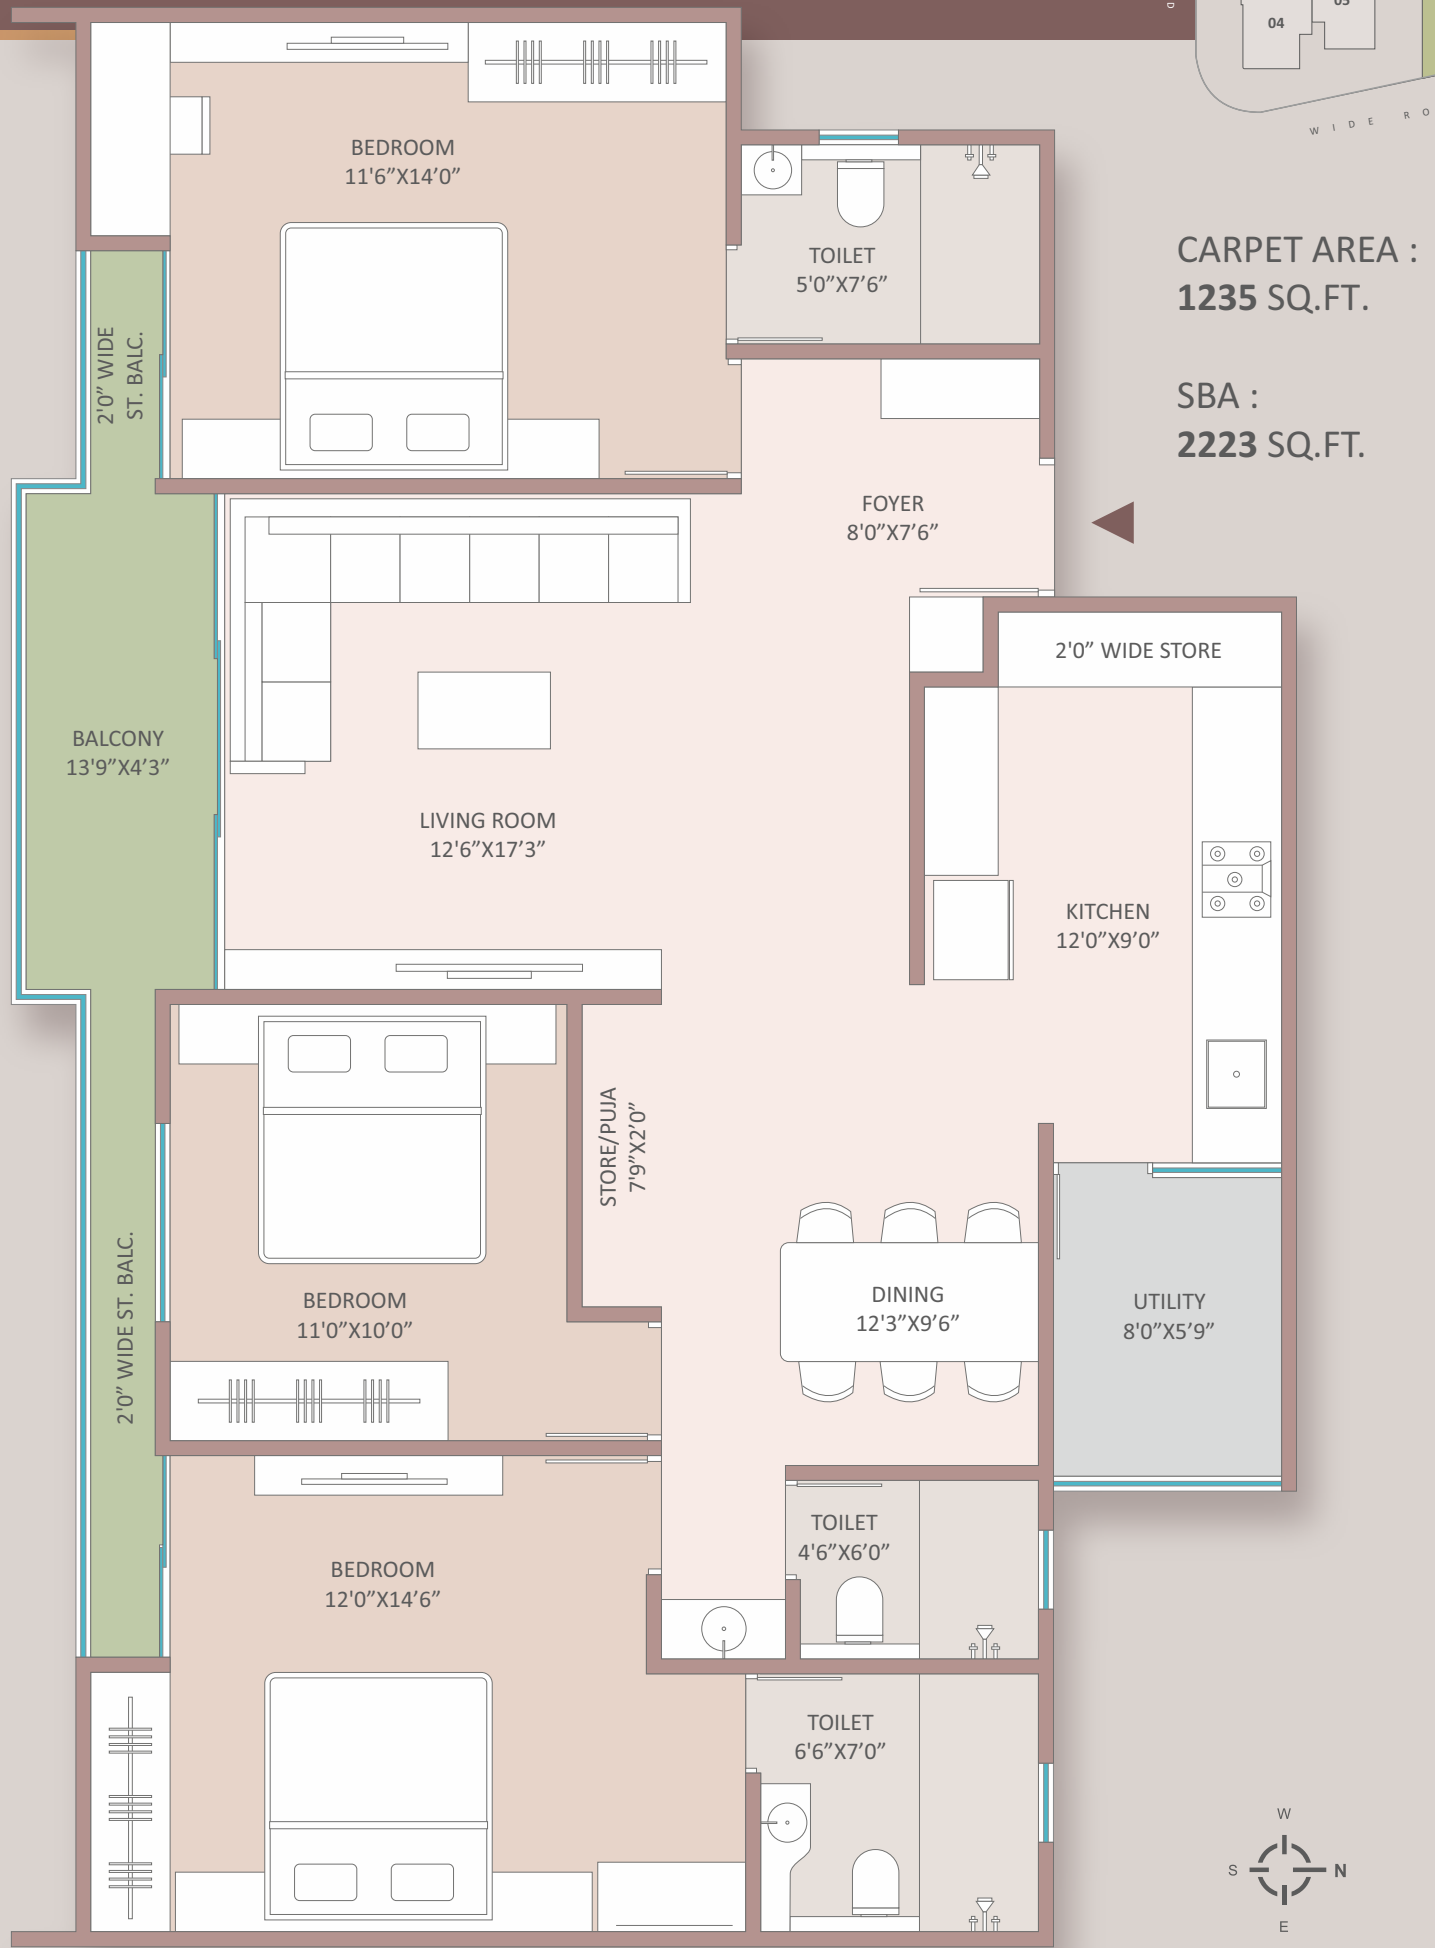 D
04
WIDE RO
BEDROOM
11'6”X14’0”
TOILET
5'0”X7’6”
CARPET AREA :
1235 SQ.FT.
SBA :
2223 SQ.FT.
2'0” WIDE
ST. BALC.
FOYER
8'0”X7’6”
2'0” WIDE STORE
BALCONY
13'9”X4’3”
LIVING ROOM
12'6”X17’3”
KITCHEN
12'0”X9’0”
STORE/PUJA
7’9”X2’0”
2'0” WIDE ST. BALC.
BEDROOM
11'0”X10’0”
DINING
12'3”X9’6”
UTILITY
8'0”X5’9”
TOILET
4'6”X6’0”
BEDROOM
12'0”X14’6”
TOILET
6'6”X7’0”
W
S
N
E